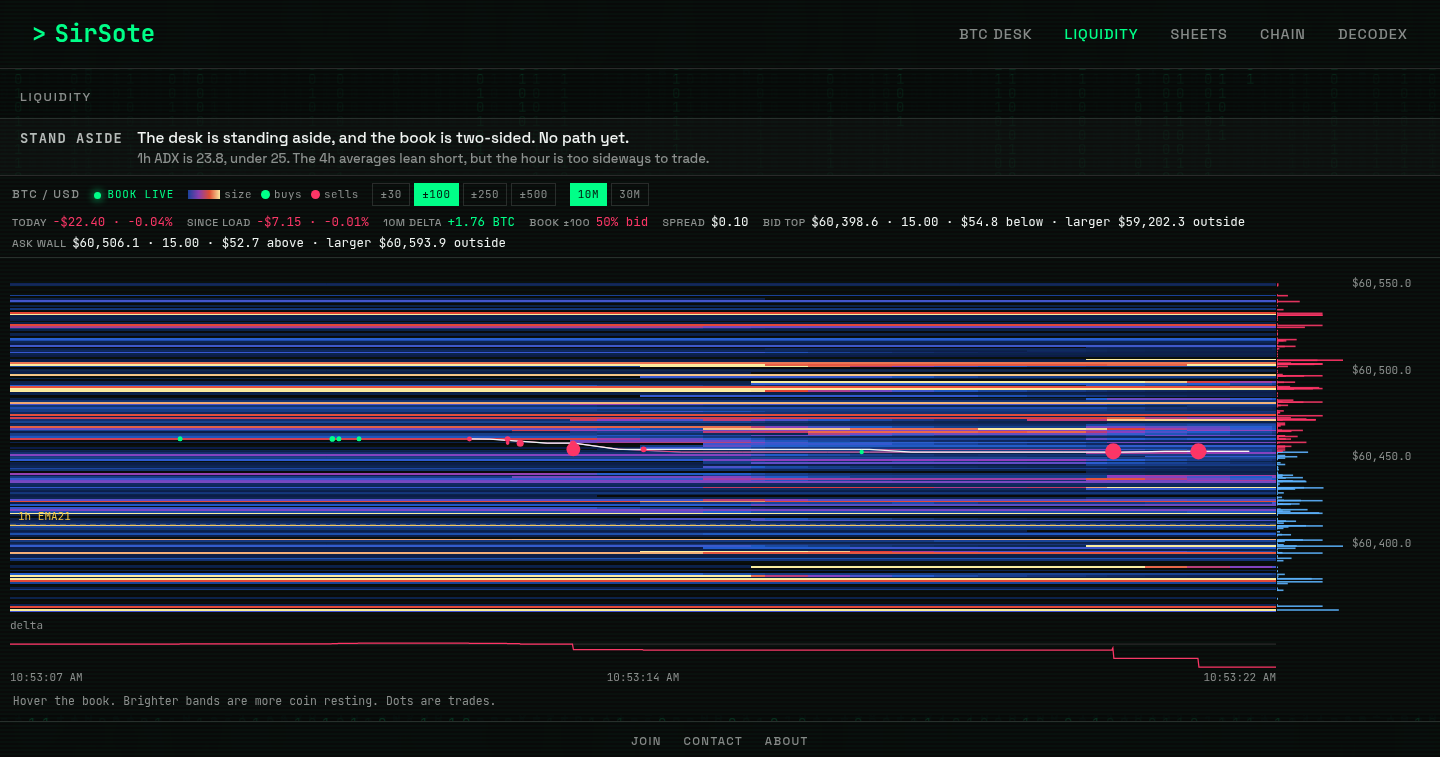 > SirSote
BTC DESK LIQUIDITY SHEETS CHAIN DECODEX
LIQUIDITY
STAND ASIDE The desk is standing aside, and the book is two-sided. No path yet.
1h ADX is 23.8, under 25. The 4h averages lean short, but the hour is too sideways to trade.
BTC / USD BOOK LIVE size buys sells ±30 ±100 ±250 ±500 10M 30M
TODAY -$22.40 · -0.04% SINCE LOAD -$7.15 · -0.01% 10M DELTA +1.76 BTC BOOK ±100 50% bid SPREAD $0.10 BID TOP $60,398.6 · 15.00 · $54.8 below · larger $59,202.3 outside
ASK WALL $60,506.1 · 15.00 · $52.7 above · larger $60,593.9 outside
$60,550.0
$60,500.0
$60,450.0
1h EMA21
$60,400.0
delta
10:53:07 AM 10:53:14 AM 10:53:22 AM
Hover the book. Brighter bands are more coin resting. Dots are trades.
JOIN CONTACT ABOUT